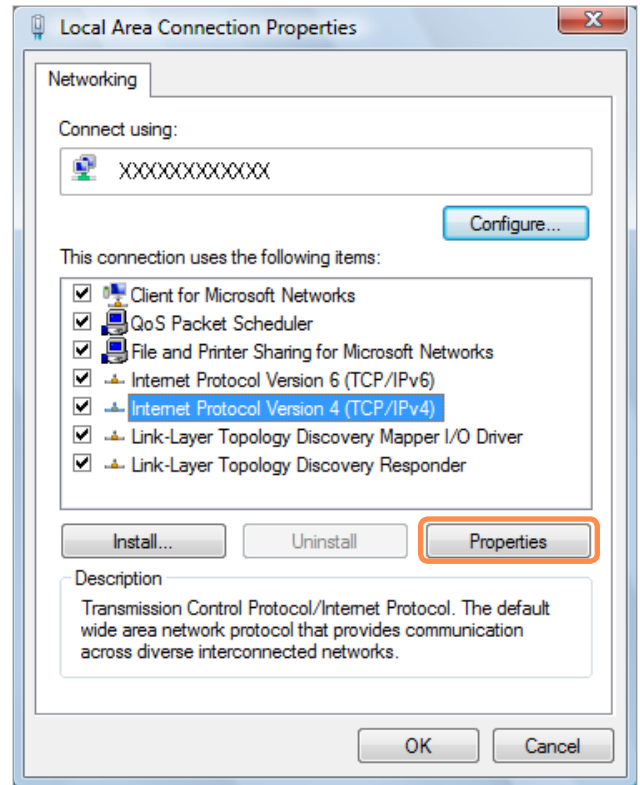 Local Area Connection Properties
Networking
Connect using:
XXXXXXXXXXXX
Configure...
This connection uses the following items:
Client for Microsoft Networks
QoS Packet Scheduler
File and Printer Sharing for Microsoft Networks
Internet Protocol Version 6 (TCP/IPv6)
Internet Protocol Version 4 (TCP/IPv4)
Link-Layer Topology Discovery Mapper I/O Driver
Link-Layer Topology Discovery Responder
Install... Uninstall Properties
Description
Transmission Control Protocol/Internet Protocol. The default
wide area network protocol that provides communication
across diverse interconnected networks.
OK Cancel